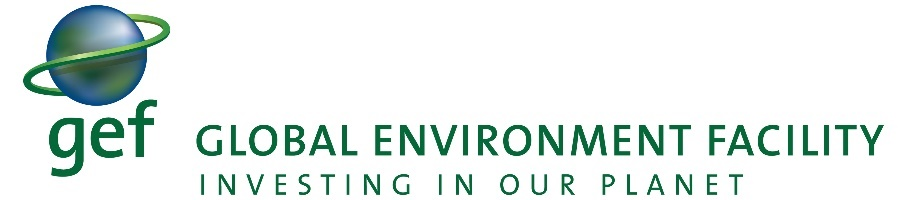 gef
GLOBAL ENVIRONMENT FACILITY
INVESTING IN OUR PLANET